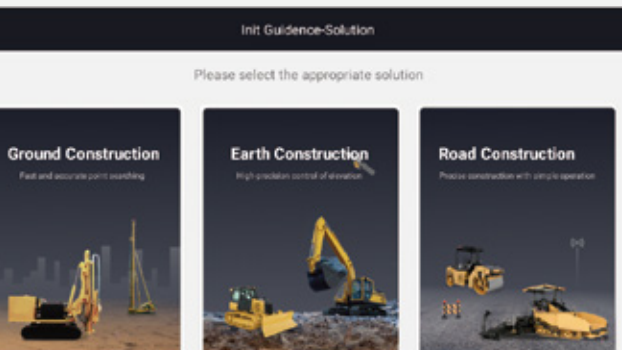 Init Guidence-Solution
Please select the appropriate solution
Ground Construction
Fast and accurate point searching
Earth Construction
High-precision control of elevation
Road Construction
Precise construction with simple operation